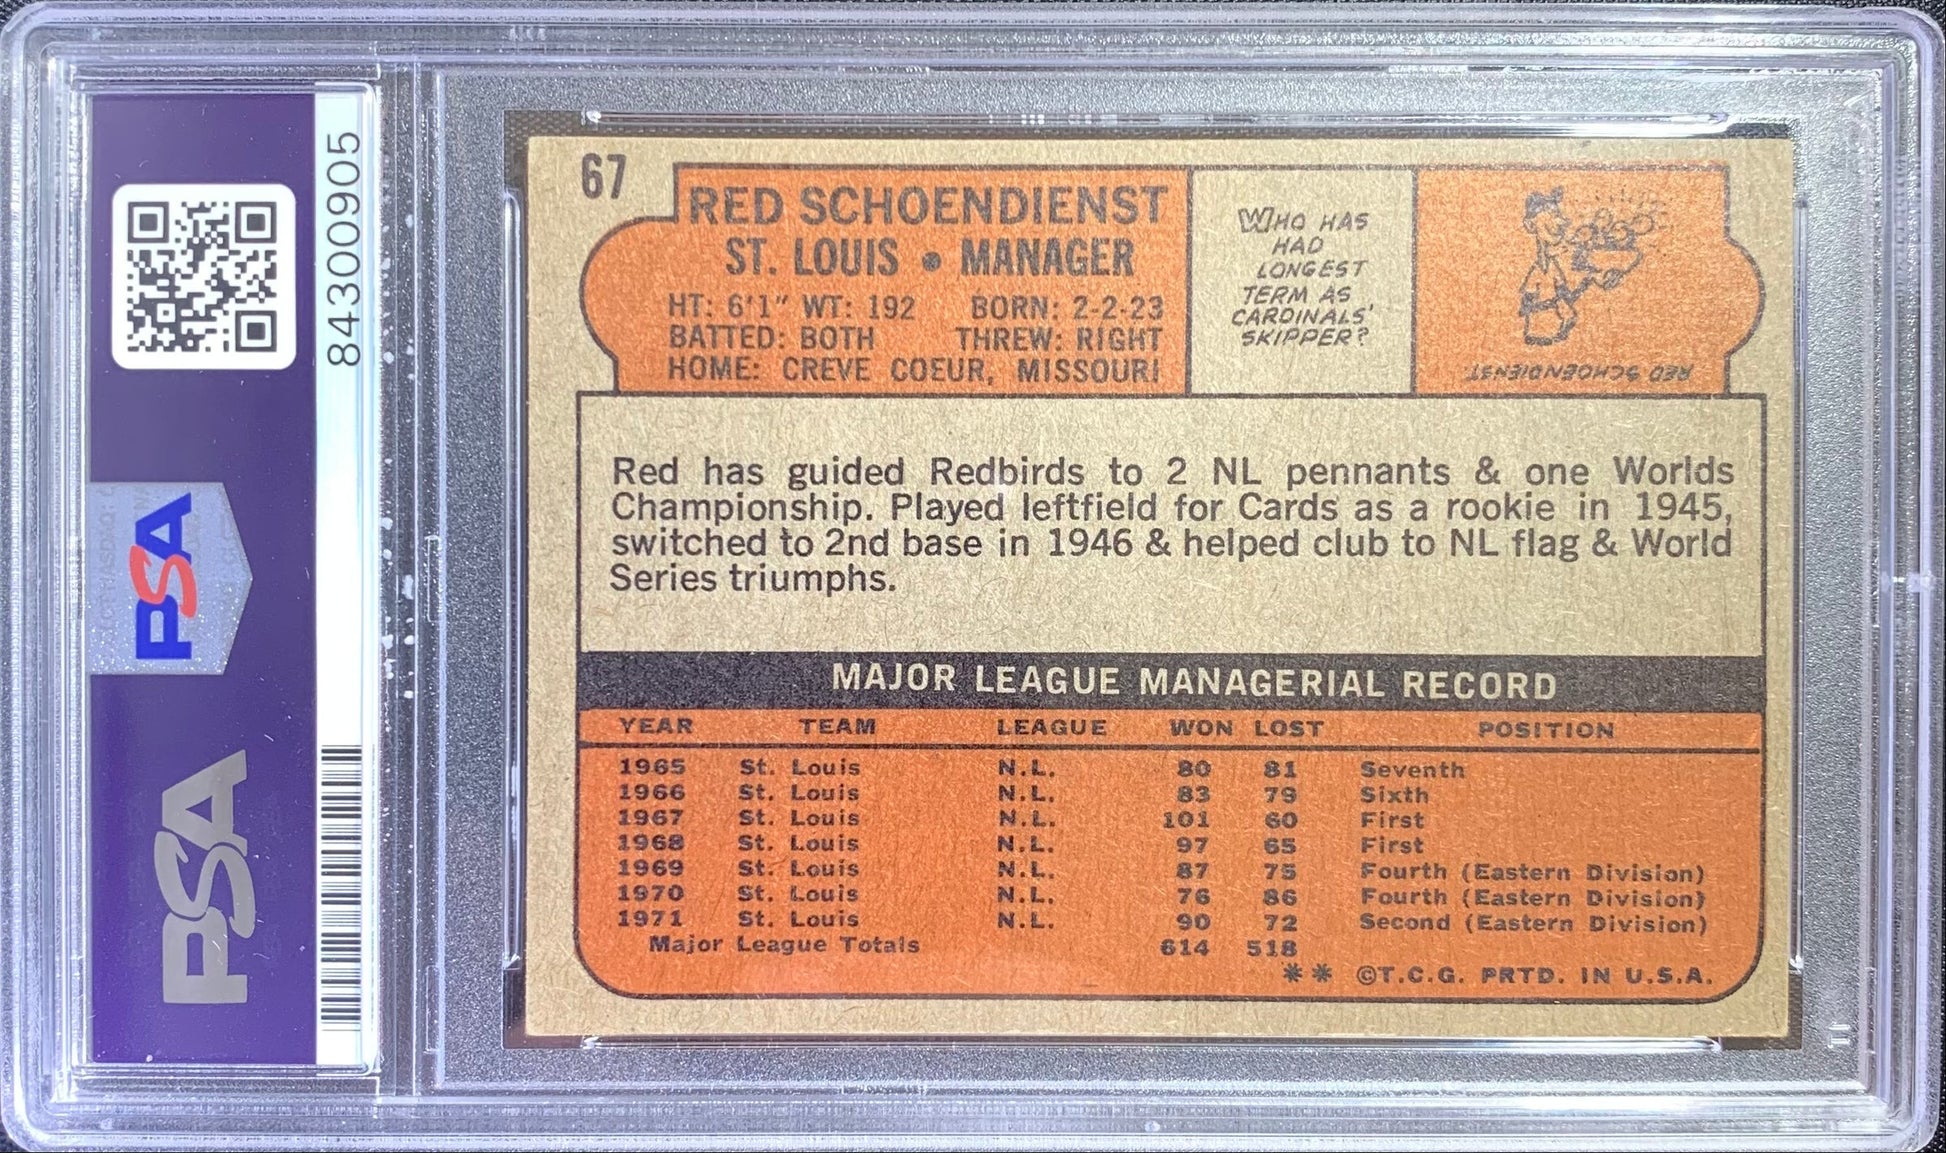 84300905
PSA
PSA
67
RED SCHOENDIENST
ST. LOUIS • MANAGER
HT: 6'1" WT: 192 BORN: 2-2-23
BATTED: BOTH THREW: RIGHT
HOME: CREVE COEUR, MISSOURI
WHO HAS
HAD
LONGEST
TERM AS
CARDINALS'
SKIPPER?
RED SCHOENDIENST
Red has guided Redbirds to 2 NL pennants & one Worlds
Championship. Played leftfield for Cards as a rookie in 1945,
switched to 2nd base in 1946 & helped club to NL flag & World
Series triumphs.
MAJOR LEAGUE MANAGERIAL RECORD
YEAR TEAM LEAGUE WON LOST POSITION
1965 St. Louis N.L. 80 81 Seventh
1966 St. Louis N.L. 83 79 Sixth
1967 St. Louis N.L. 101 60 First
1968 St. Louis N.L. 97 65 First
1969 St. Louis N.L. 87 75 Fourth (Eastern Division)
1970 St. Louis N.L. 76 86 Fourth (Eastern Division)
1971 St. Louis N.L. 90 72 Second (Eastern Division)
Major League Totals 614 518
** ©T.C.G. PRTD. IN U.S.A.